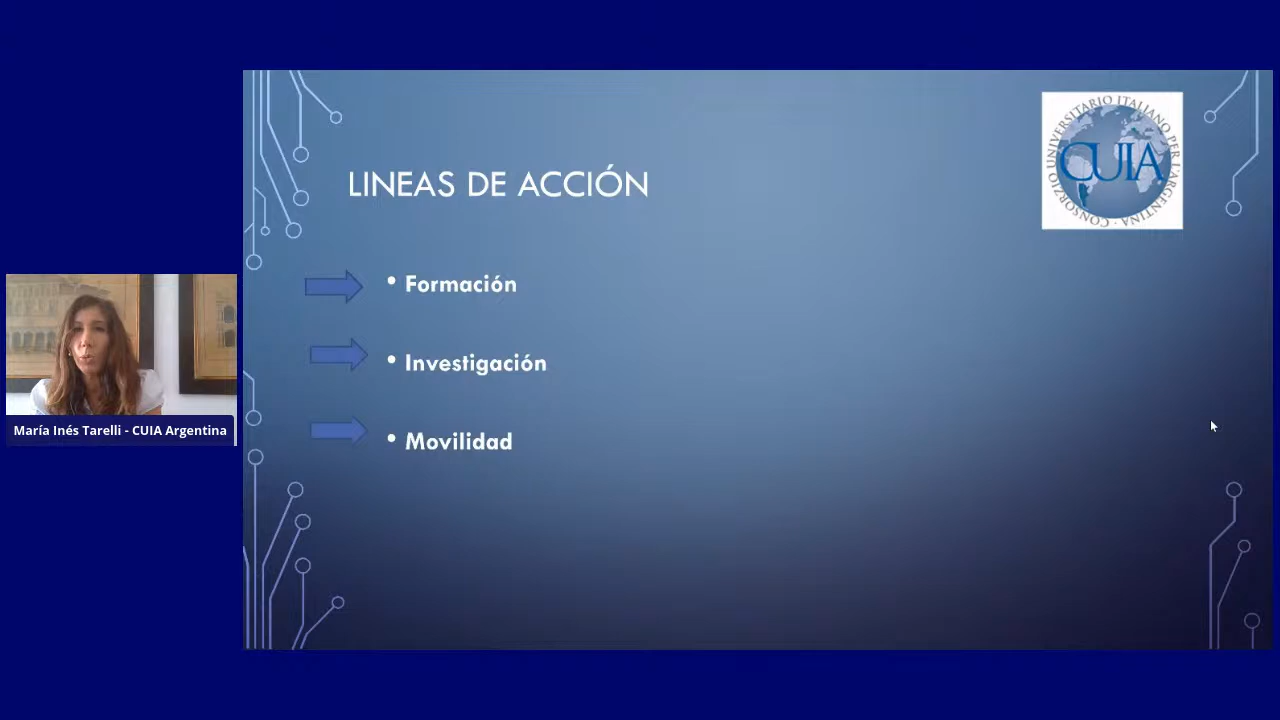 LINEAS DE ACCIÓN
CONSORZIO UNIVERSITARIO ITALIANO PER L'ARGENTINA ·
CUIA
• Formación
• Investigación
• Movilidad
María Inés Tarelli - CUIA Argentina